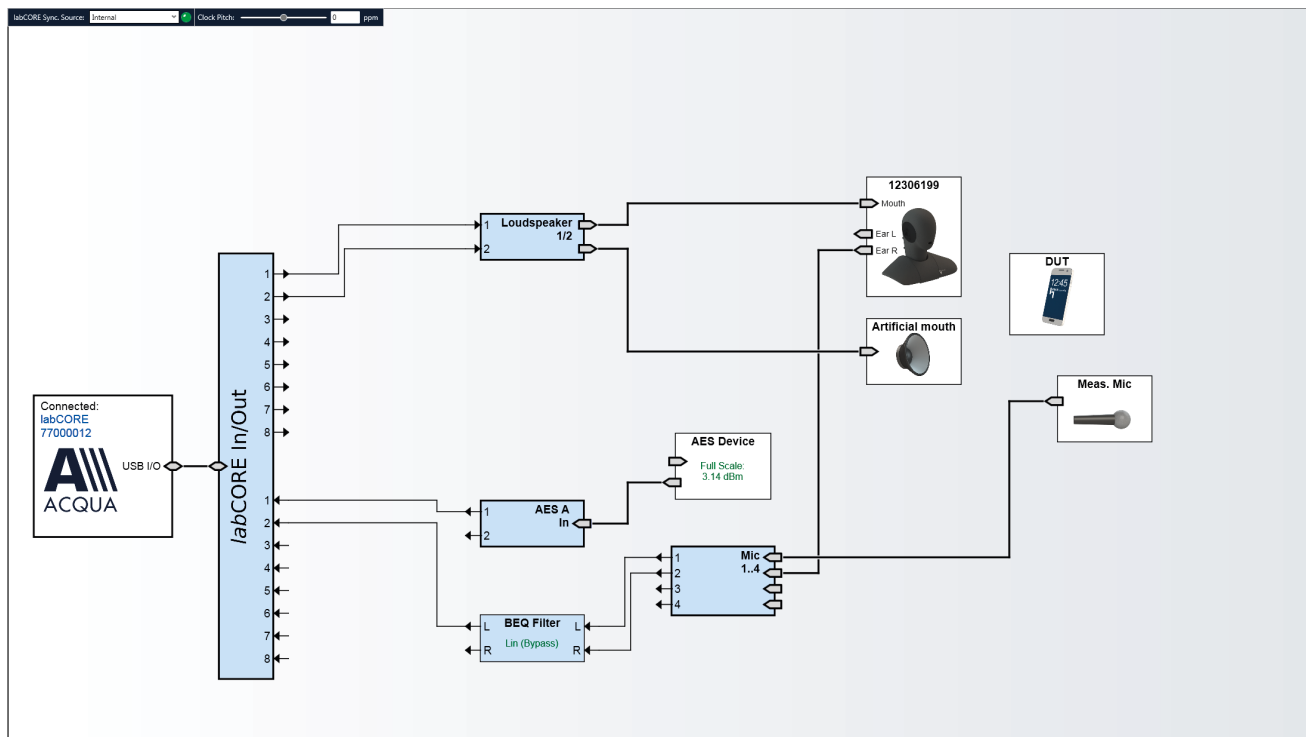 labCORE Sync. Source: Internal Clock Pitch: 0 ppm
12306199
Mouth
Ear L
Ear R
Loudspeaker
1/2
1
2
DUT
12:45
Artificial mouth
Meas. Mic
labCORE In/Out
1
2
3
4
5
6
7
8
1
2
3
4
5
6
7
8
Connected:
labCORE
77000012
USB I/O
ACQUA
AES Device
Full Scale:
3.14 dBm
AES A
In
1
2
Mic
1..4
1
2
3
4
BEQ Filter
Lin (Bypass)
L
R
L
R